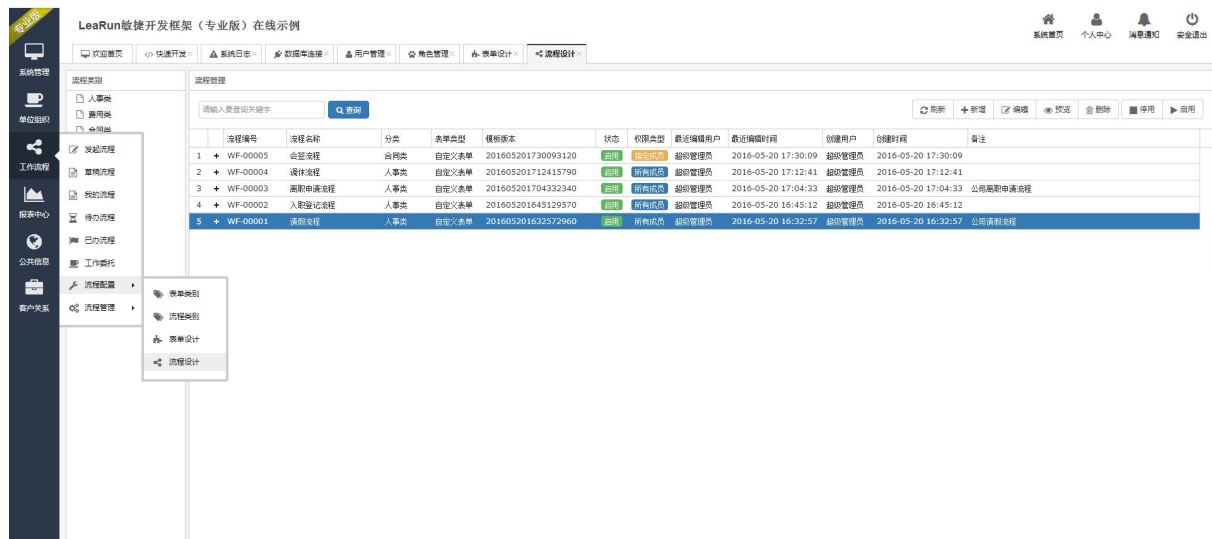 专业版
LeaRun敏捷开发框架（专业版）在线示例
系统首页 个人中心 消息通知 安全退出
欢迎首页 快速开发 系统日志 数据库连接 用户管理 角色管理 表单设计 流程设计
系统管理
单位组织
工作流程
报表中心
公共信息
客户关系
流程类别
人事类
费用类
合同类
发起流程
草稿流程
我的流程
待办流程
已办流程
工作委托
流程配置
流程管理
表单类别
流程类别
表单设计
流程设计
流程管理
请输入要查询关键字 查询 刷新 新增 编辑 预览 删除 停用 启用
流程编号 流程名称 分类 表单类型 模板版本 状态 权限类型 最近编辑用户 最近编辑时间 创建用户 创建时间 备注
1 + WF-00005 会签流程 合同类 自定义表单 201605201730093120 启用 指定成员 超级管理员 2016-05-20 17:30:09 超级管理员 2016-05-20 17:30:09
2 + WF-00004 调休流程 人事类 自定义表单 201605201712415790 启用 所有成员 超级管理员 2016-05-20 17:12:41 超级管理员 2016-05-20 17:12:41
3 + WF-00003 离职申请流程 人事类 自定义表单 201605201704332340 启用 所有成员 超级管理员 2016-05-20 17:04:33 超级管理员 2016-05-20 17:04:33 公司离职申请流程
4 + WF-00002 入职登记流程 人事类 自定义表单 201605201645129570 启用 所有成员 超级管理员 2016-05-20 16:45:12 超级管理员 2016-05-20 16:45:12
5 + WF-00001 请假流程 人事类 自定义表单 201605201632572960 启用 所有成员 超级管理员 2016-05-20 16:32:57 超级管理员 2016-05-20 16:32:57 公司请假流程